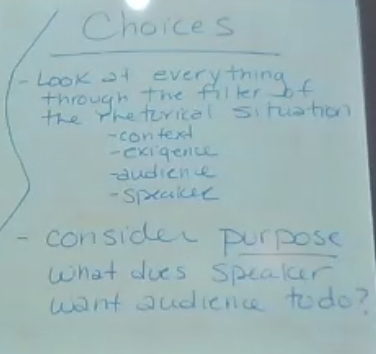 Choices
- Look at everything
through the filter of
the rhetorical situation
-context
-exigence
-audience
-speaker
- consider purpose
what does speaker
want audience to do?